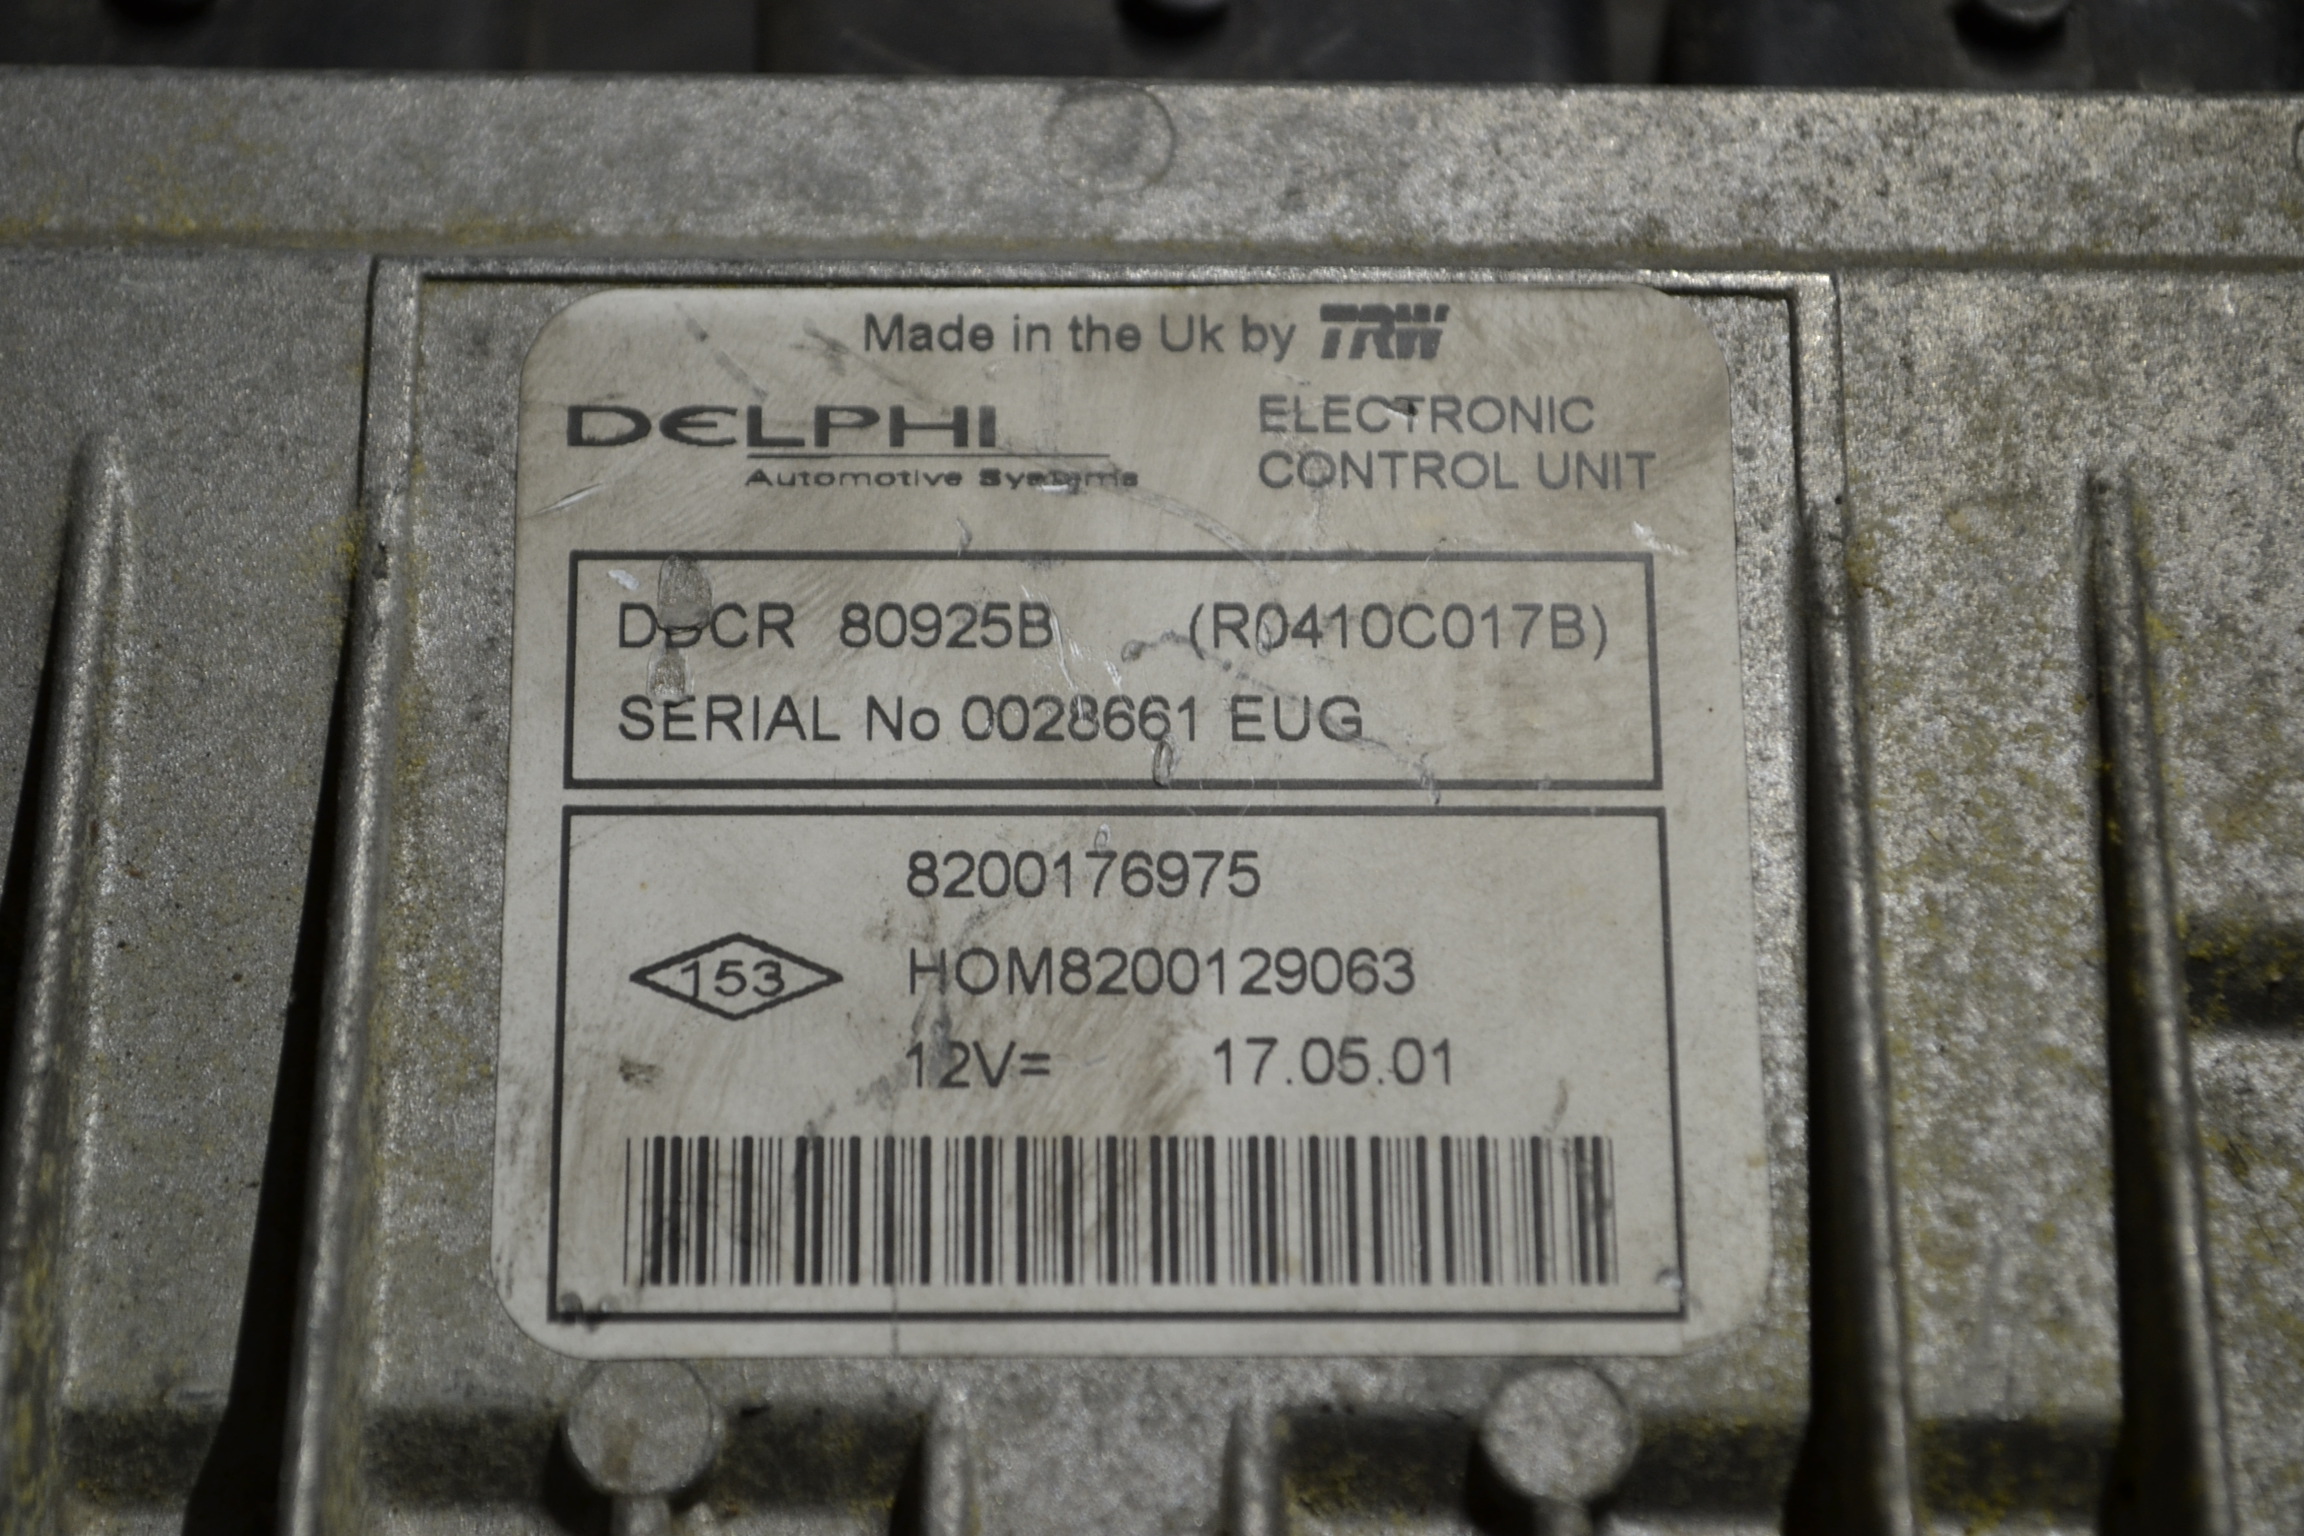 Made in the Uk by TRW
DELPHI
Automotive Systems
ELECTRONIC
CONTROL UNIT
DDCR 80925B (R0410C017B)
SERIAL No 0028661 EUG
8200176975
153 HOM8200129063
12V= 17.05.01